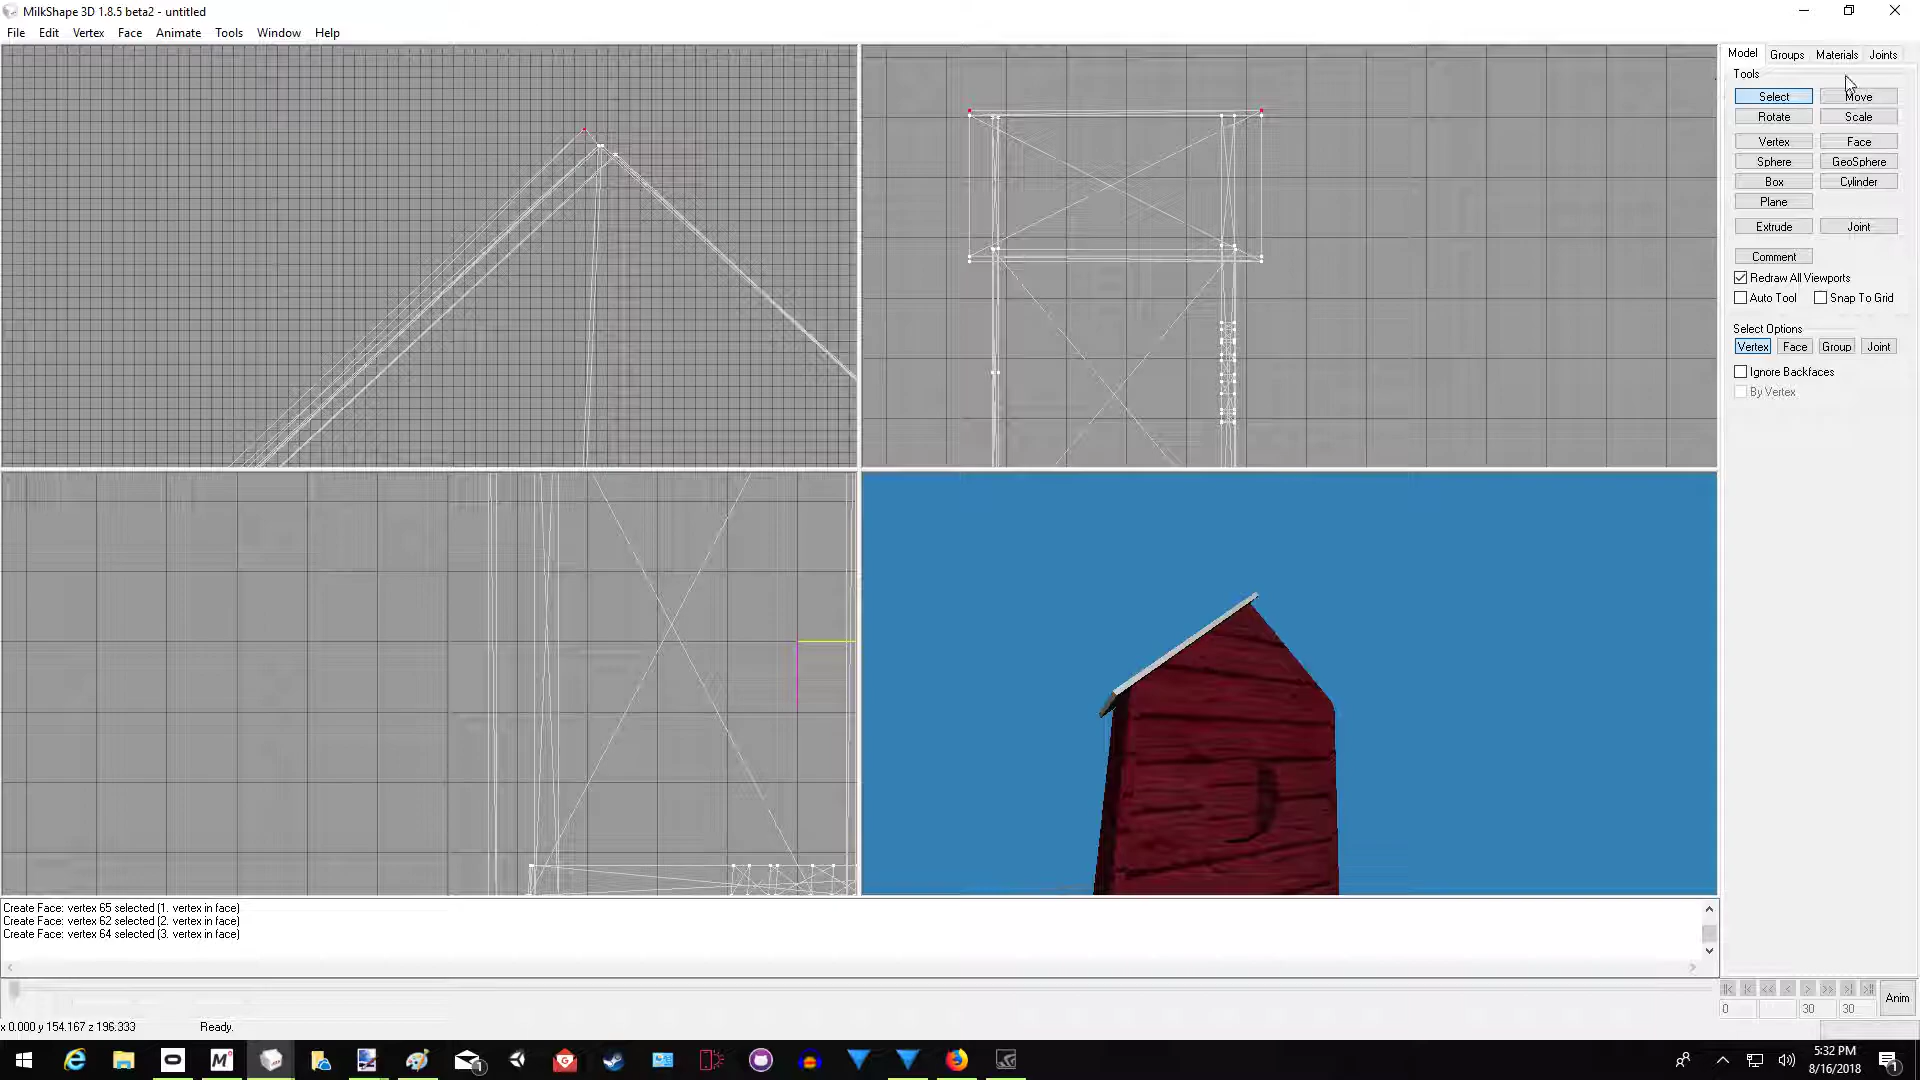 MilkShape 3D 1.8.5 beta2 - untitled
File Edit Vertex Face Animate Tools Window Help
Model Groups Materials Joints
Tools
Select Move
Rotate Scale
Vertex Face
Sphere GeoSphere
Box Cylinder
Plane
Extrude Joint
Comment
Redraw All Viewports
Auto Tool Snap To Grid
Select Options
Vertex Face Group Joint
Ignore Backfaces
By Vertex
Create Face: vertex 65 selected (1. vertex in face)
Create Face: vertex 62 selected (2. vertex in face)
Create Face: vertex 64 selected (3. vertex in face)
Anim
0 30 30
x 0.000 y 154.167 z 196.333 Ready.
5:32 PM
8/16/2018